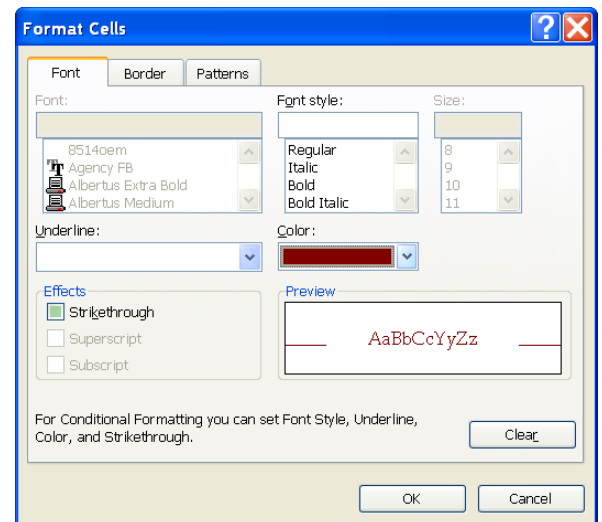 Format Cells
Font Border Patterns
Font: Font style: Size:
8514oem Regular 8
Agency FB Italic 9
Albertus Extra Bold Bold 10
Albertus Medium Bold Italic 11
Underline: Color:
Effects Preview
Strikethrough
Superscript AaBbCcYyZz
Subscript
For Conditional Formatting you can set Font Style, Underline,
Color, and Strikethrough.
Clear
OK Cancel